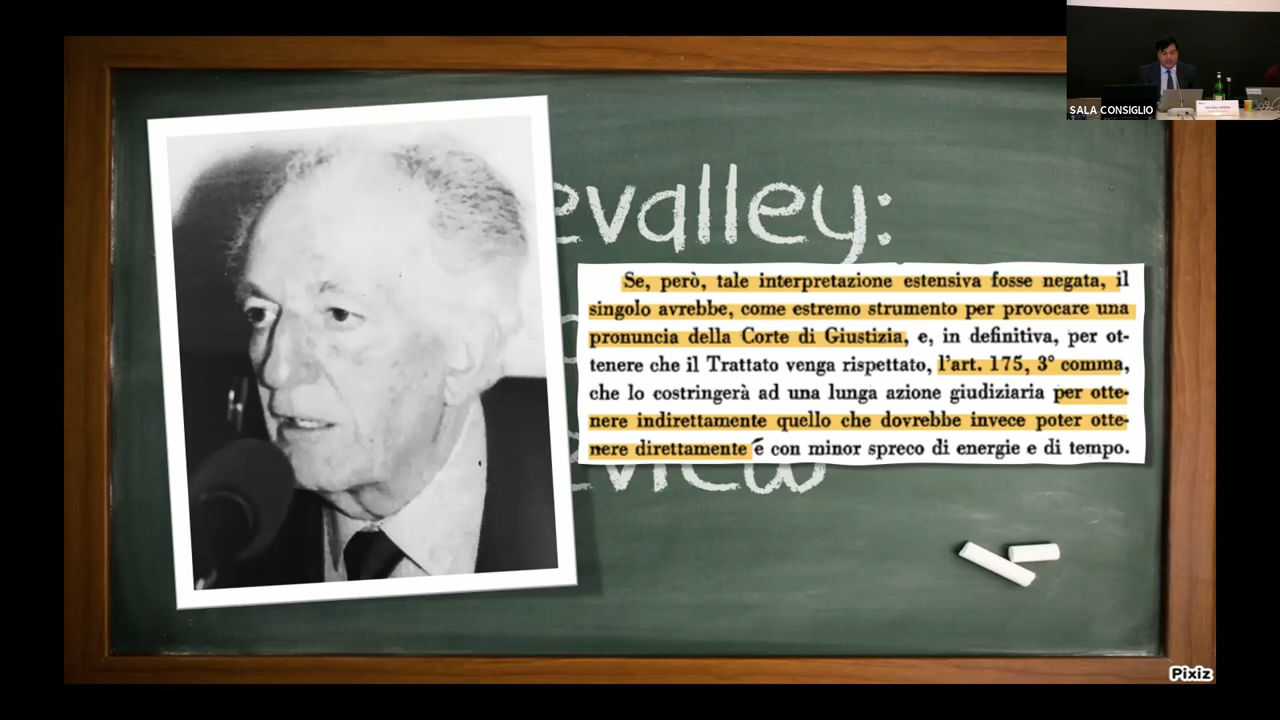 SALA CONSIGLIO
evalley:
Se, però, tale interpretazione estensiva fosse negata, il
singolo avrebbe, come estremo strumento per provocare una
pronuncia della Corte di Giustizia, e, in definitiva, per ot-
tenere che il Trattato venga rispettato, l'art. 175, 3° comma,
che lo costringerà ad una lunga azione giudiziaria per otte-
nere indirettamente quello che dovrebbe invece poter otte-
nere direttamente é con minor spreco di energie e di tempo.
eview
Pixiz